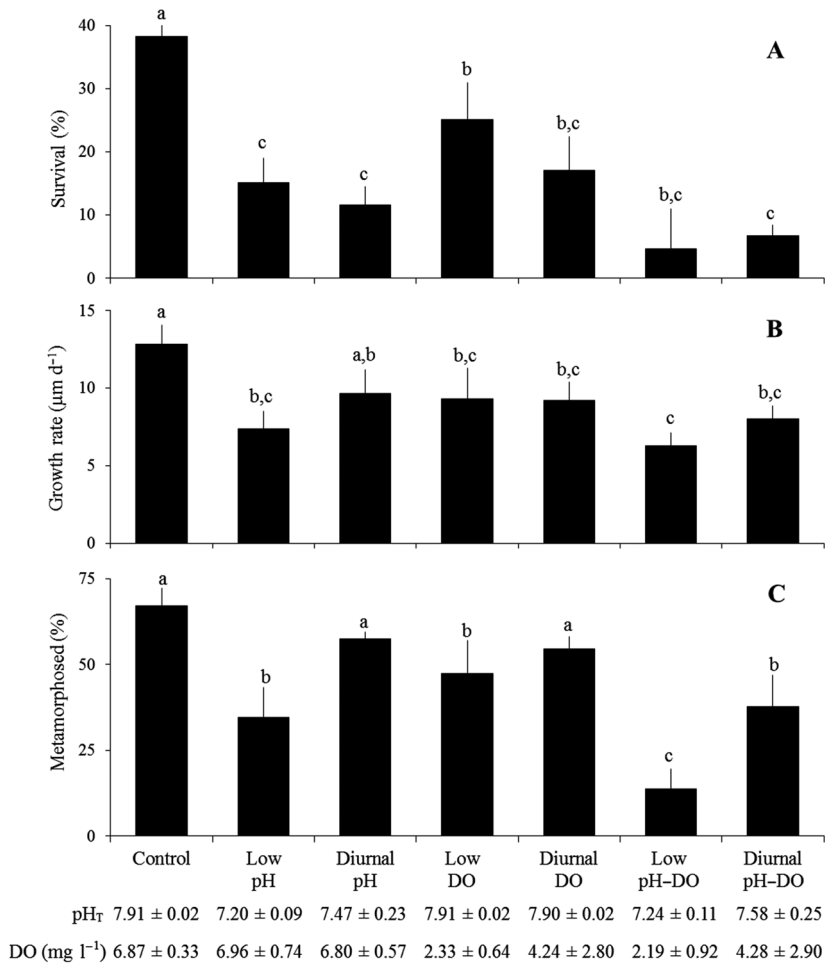 40
30
20
10
0
Survival (%)
A
a
c
c
b
b,c
b,c
c
15
10
5
0
Growth rate (µm d⁻¹)
B
a
b,c
a,b
b,c
b,c
c
b,c
75
50
25
0
Metamorphosed (%)
C
a
b
a
b
a
c
b
Control Low Diurnal Low Diurnal Low Diurnal
pH pH DO DO pH–DO pH–DO
pHT 7.91 ± 0.02 7.20 ± 0.09 7.47 ± 0.23 7.91 ± 0.02 7.90 ± 0.02 7.24 ± 0.11 7.58 ± 0.25
DO (mg l⁻¹) 6.87 ± 0.33 6.96 ± 0.74 6.80 ± 0.57 2.33 ± 0.64 4.24 ± 2.80 2.19 ± 0.92 4.28 ± 2.90